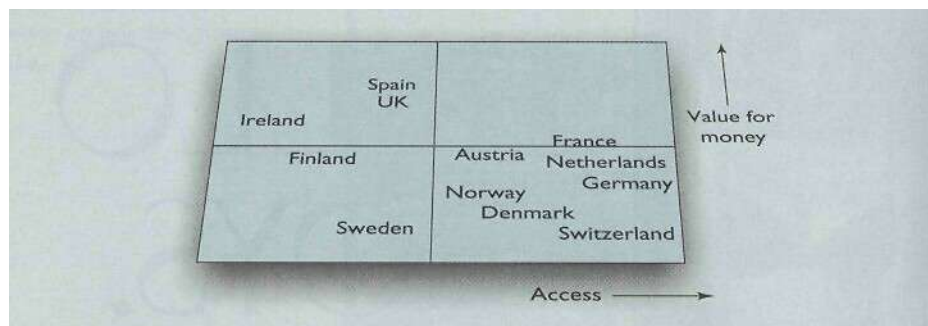 Spain
UK
Ireland
Value for
money
France
Finland
Austria
Netherlands
Germany
Norway
Denmark
Sweden
Switzerland
Access